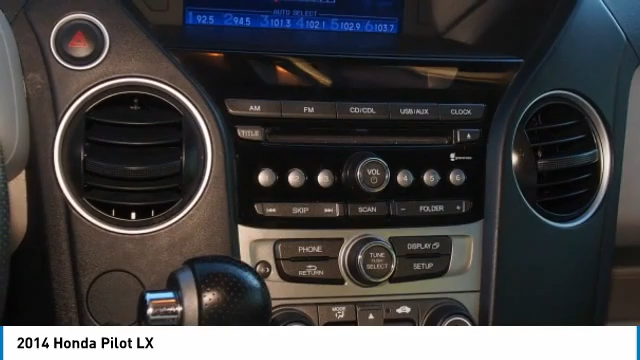 AUTO SELECT
1 92.5 2 94.5 3 101.3 4 102.1 5 102.9 6 103.7
AM FM CD/CDL USB/AUX CLOCK
TITLE
VOL
SKIP SCAN FOLDER
PHONE DISPLAY
TUNE
PUSH
SELECT
RETURN SETUP
MODE
2014 Honda Pilot LX